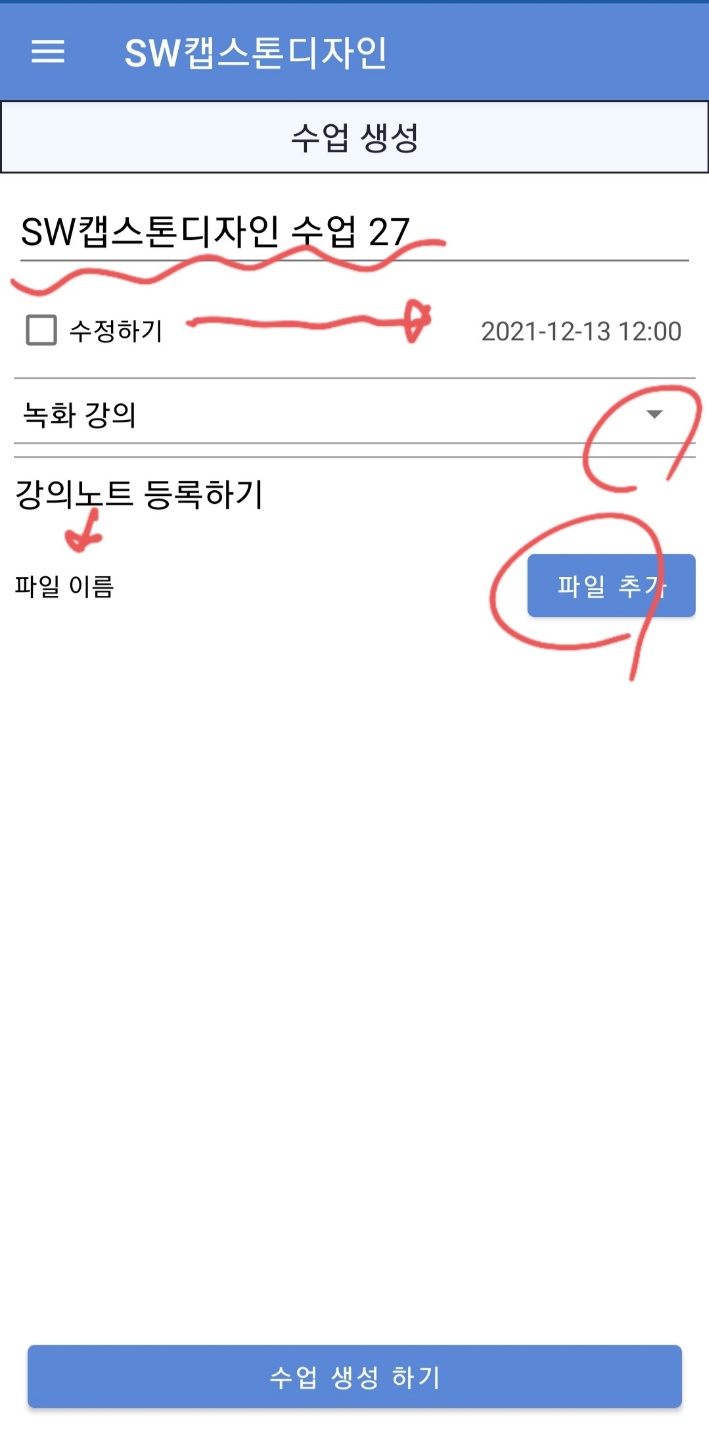 SW캡스톤디자인
수업 생성
SW캡스톤디자인 수업 27
수정하기 2021-12-13 12:00
녹화 강의
강의노트 등록하기
파일 이름 파일 추가
수업 생성 하기